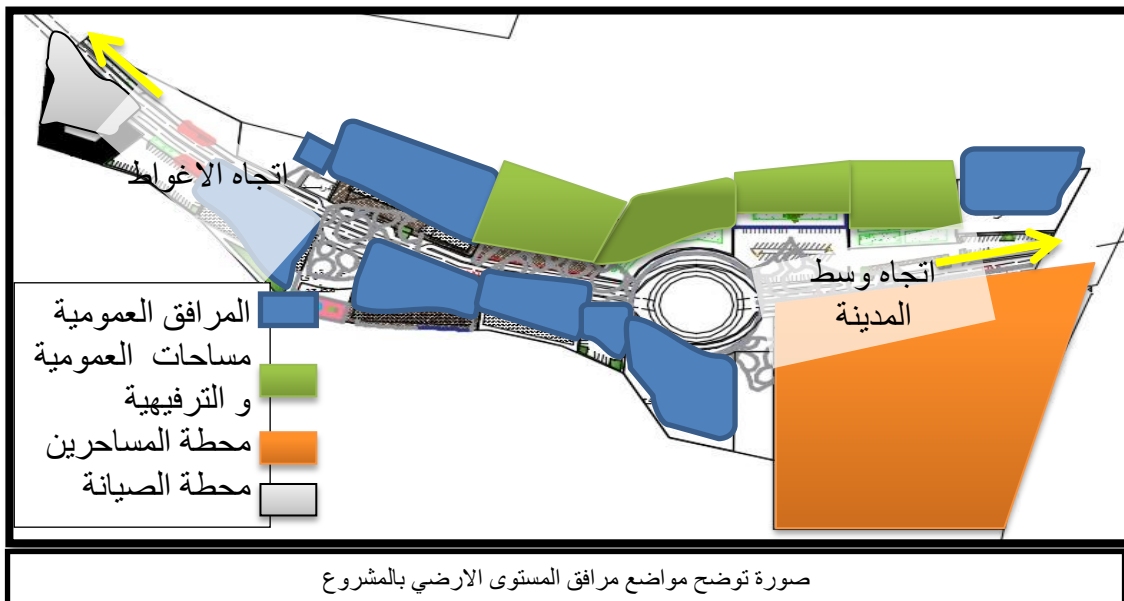 اتجاه الاغواط
اتجاه وسط
المدينة
المرافق العمومية
مساحات العمومية
و الترفيهية
محطة المساحرين
محطة الصيانة
صورة توضح مواضع مرافق المستوى الارضي بالمشروع